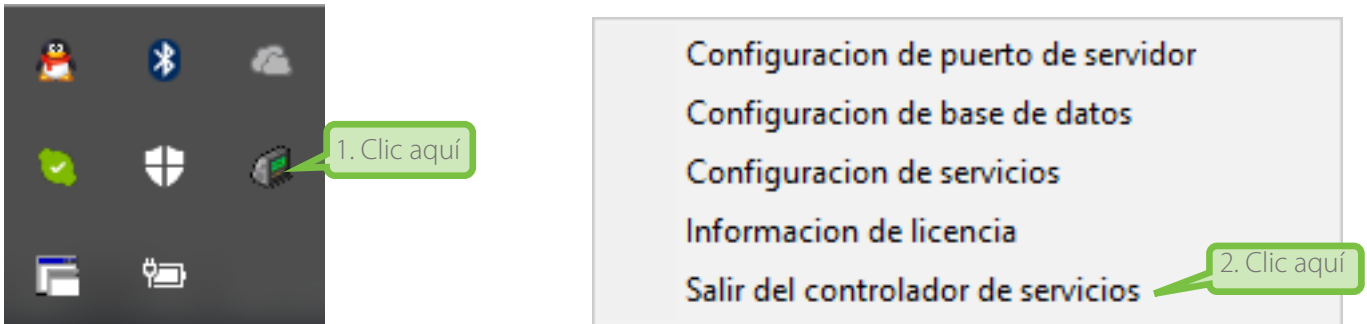 1. Clic aquí
Configuracion de puerto de servidor
Configuracion de base de datos
Configuracion de servicios
Informacion de licencia
Salir del controlador de servicios
2. Clic aquí